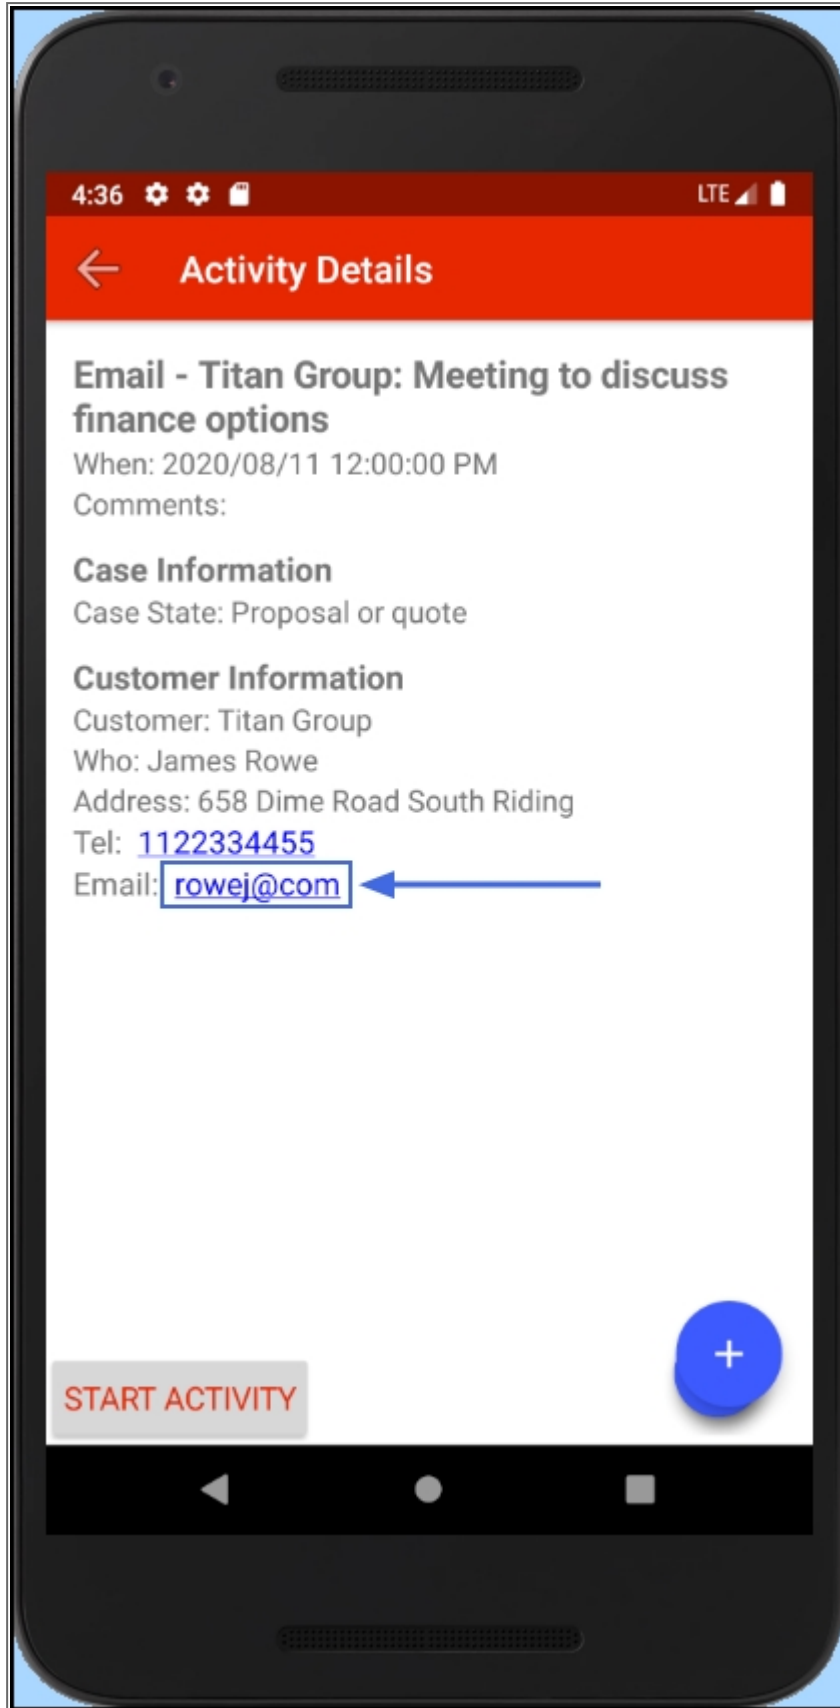 4:36 LTE
Activity Details
Email - Titan Group: Meeting to discuss
finance options
When: 2020/08/11 12:00:00 PM
Comments:
Case Information
Case State: Proposal or quote
Customer Information
Customer: Titan Group
Who: James Rowe
Address: 658 Dime Road South Riding
Tel: 1122334455
Email: rowej@com
+
START ACTIVITY